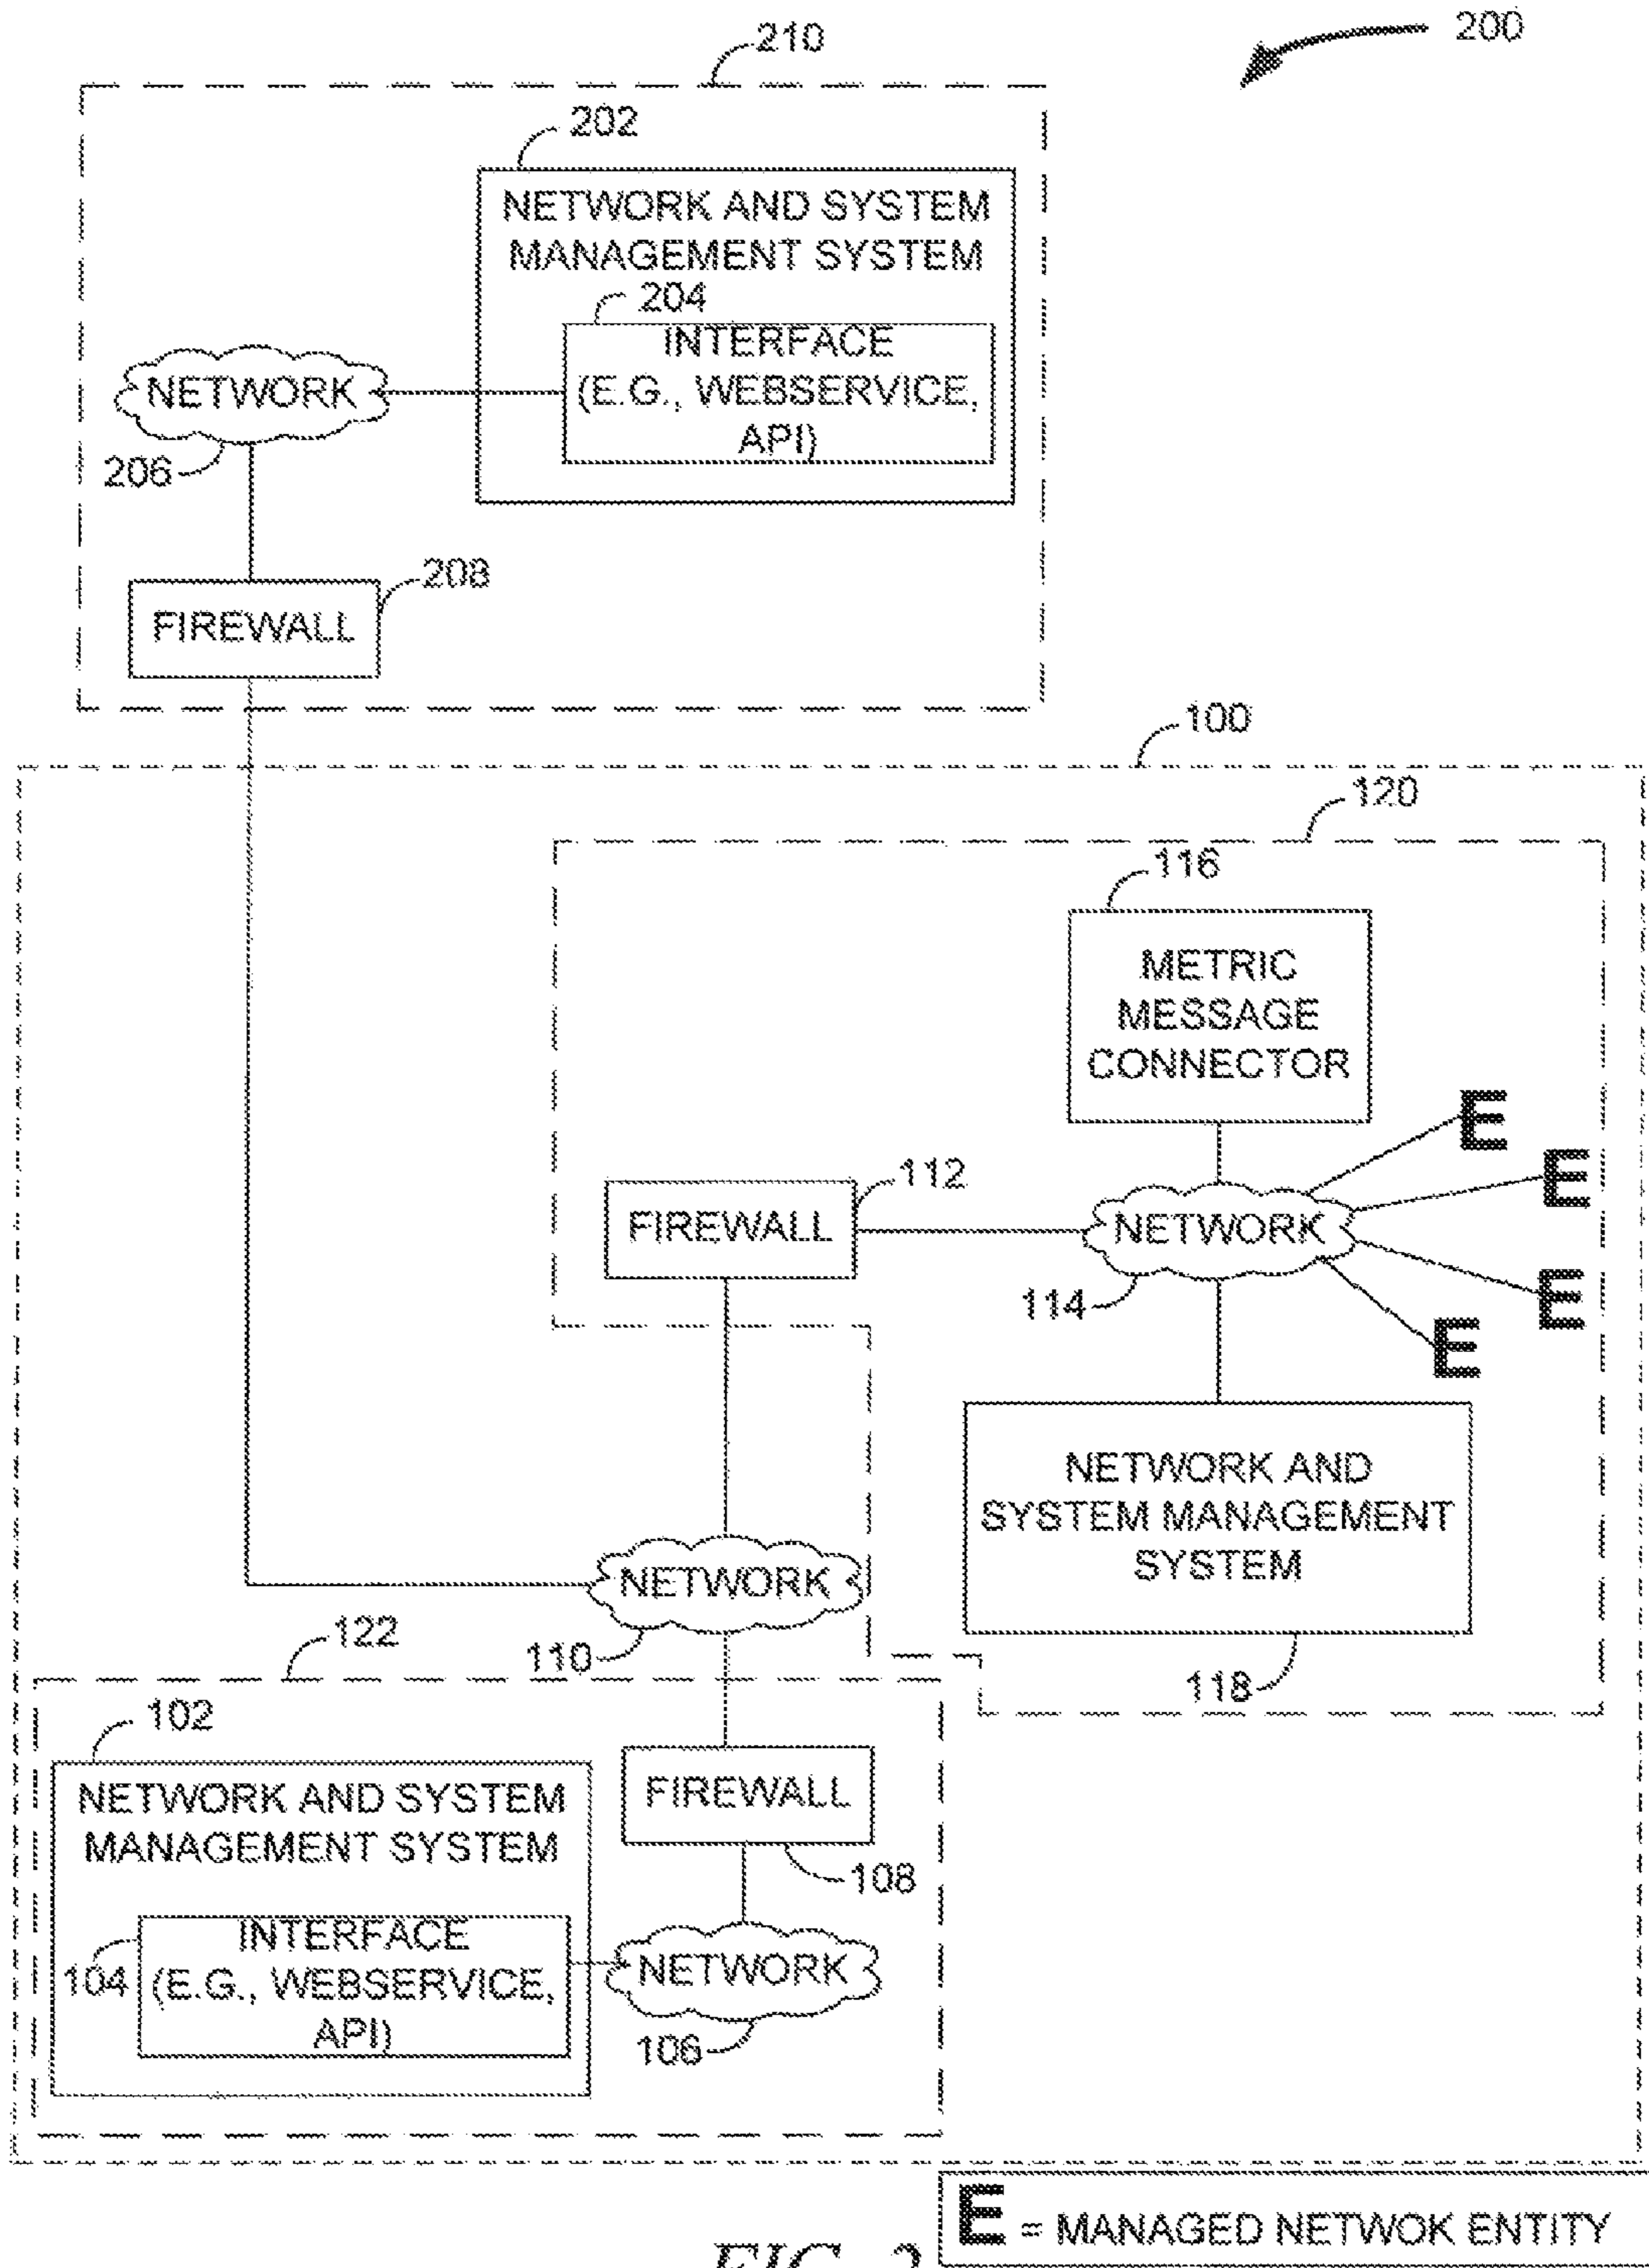 200
210
202
NETWORK AND SYSTEM
MANAGEMENT SYSTEM
204
INTERFACE
(E.G., WEBSERVICE,
API)
NETWORK
206
208
FIREWALL
100
120
116
METRIC
MESSAGE
CONNECTOR
E
E
E
E
112
FIREWALL
NETWORK
114
NETWORK AND
SYSTEM MANAGEMENT
SYSTEM
118
NETWORK
110
122
102
NETWORK AND SYSTEM
MANAGEMENT SYSTEM
104
INTERFACE
(E.G., WEBSERVICE,
API)
FIREWALL
108
NETWORK
106
E = MANAGED NETWOK ENTITY
FIG. 2